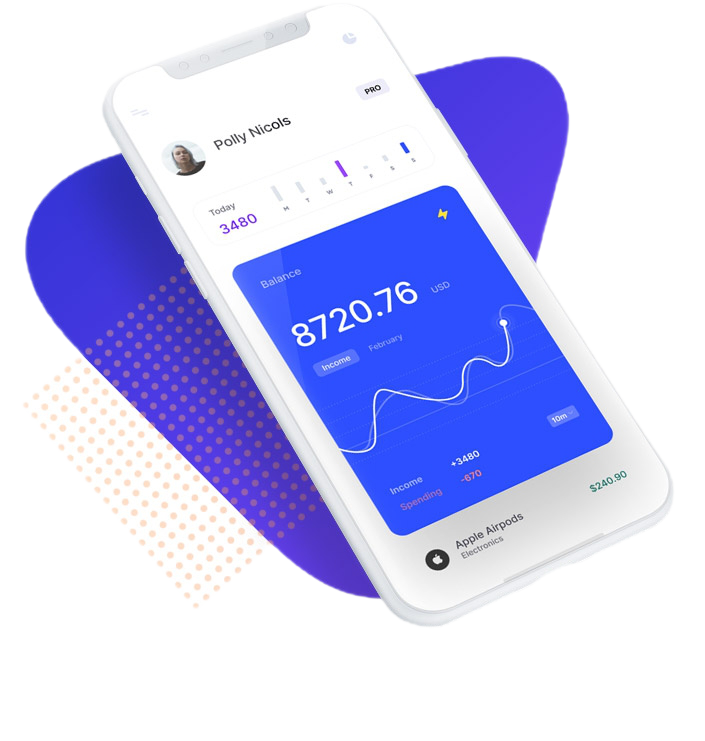 PRO
Polly Nicols
Today
3480
M T W T F S S
Balance
8720.76 USD
Income February
10m
Income +3480
Spending -670
Apple Airpods $240.90
Electronics